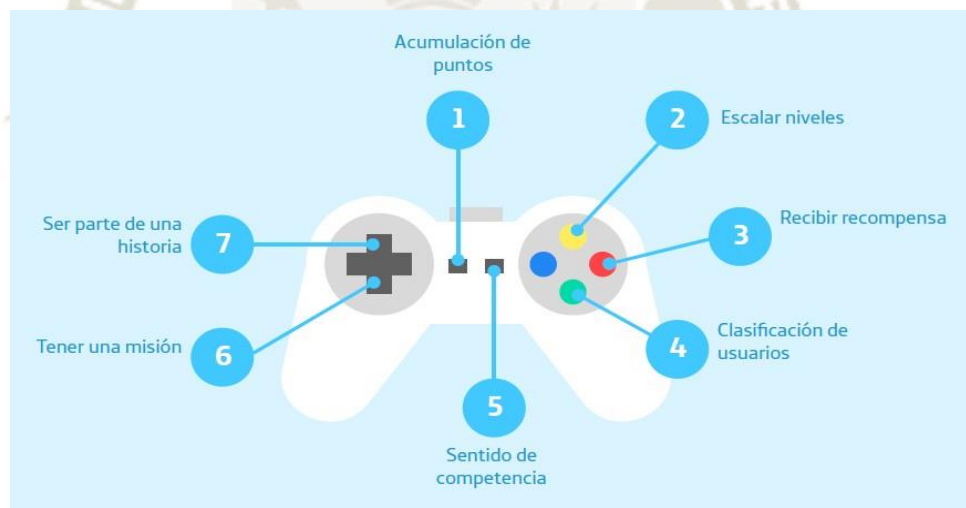 Acumulación de
puntos
1
2
Escalar niveles
3
Recibir recompensa
4
Clasificación de
usuarios
5
Sentido de
competencia
6
Tener una misión
7
Ser parte de una
historia